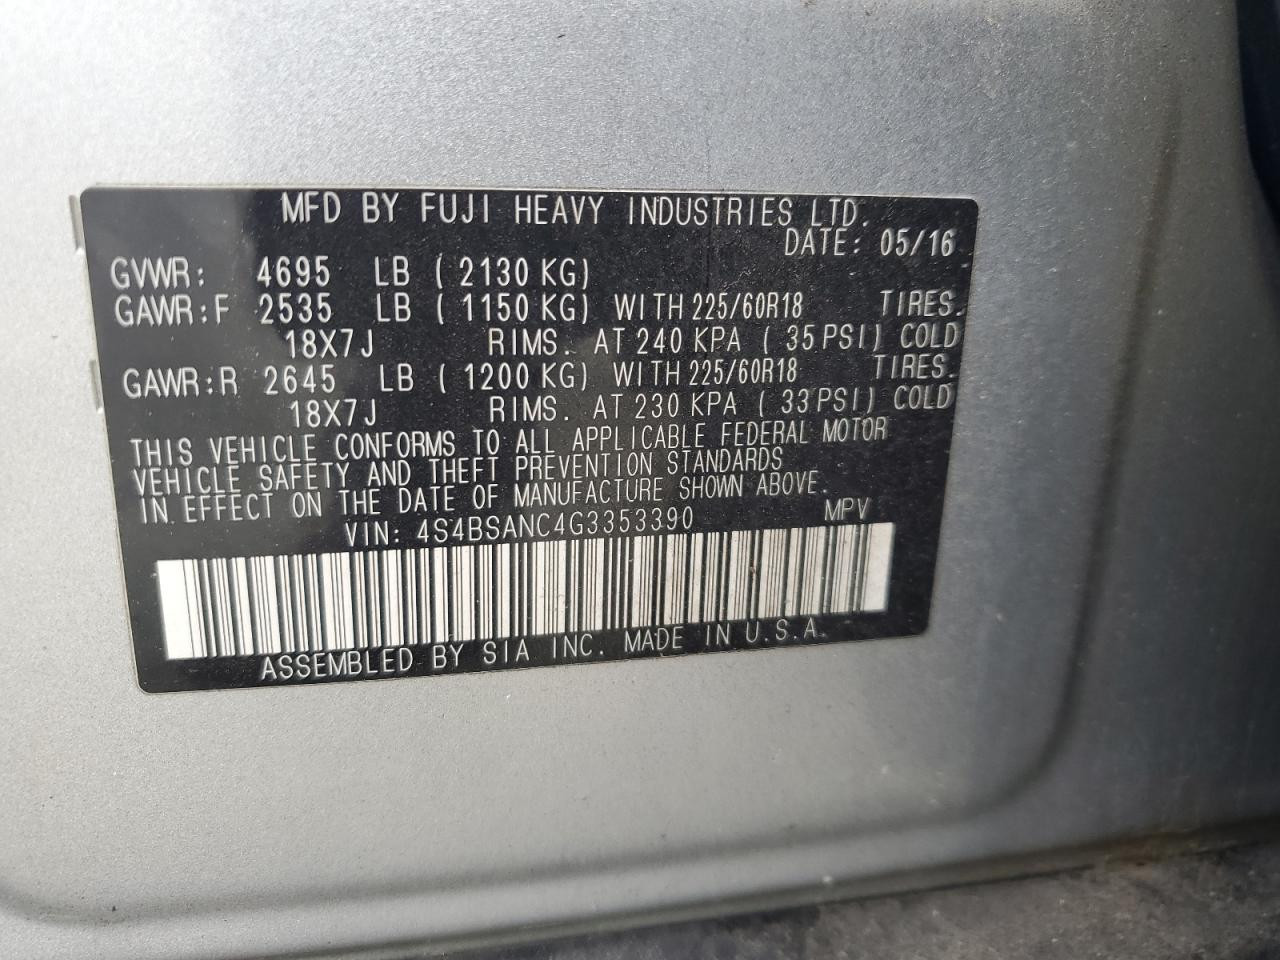 MFD BY FUJI HEAVY INDUSTRIES LTD.
DATE: 05/16
GVWR: 4695 LB ( 2130 KG)
GAWR:F 2535 LB ( 1150 KG) WITH 225/60R18 TIRES.
18X7J RIMS. AT 240 KPA ( 35 PSI) COLD
GAWR:R 2645 LB ( 1200 KG) WITH 225/60R18 TIRES.
18X7J RIMS. AT 230 KPA ( 33 PSI) COLD
THIS VEHICLE CONFORMS TO ALL APPLICABLE FEDERAL MOTOR
VEHICLE SAFETY AND THEFT PREVENTION STANDARDS
IN EFFECT ON THE DATE OF MANUFACTURE SHOWN ABOVE.
VIN: 4S4BSANC4G3353390 MPV
ASSEMBLED BY SIA INC. MADE IN U.S.A.